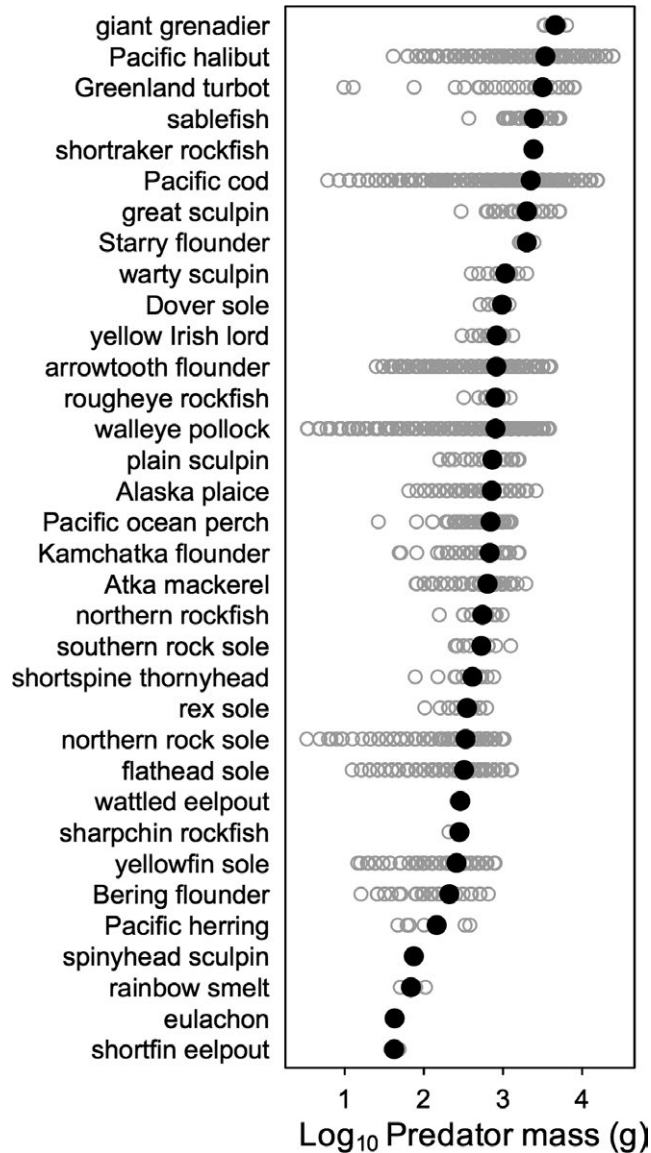 giant grenadier
Pacific halibut
Greenland turbot
sablefish
shortraker rockfish
Pacific cod
great sculpin
Starry flounder
warty sculpin
Dover sole
yellow Irish lord
arrowtooth flounder
rougheye rockfish
walleye pollock
plain sculpin
Alaska plaice
Pacific ocean perch
Kamchatka flounder
Atka mackerel
northern rockfish
southern rock sole
shortspine thornyhead
rex sole
northern rock sole
flathead sole
wattled eelpout
sharpchin rockfish
yellowfin sole
Bering flounder
Pacific herring
spinyhead sculpin
rainbow smelt
eulachon
shortfin eelpout
1 2 3 4
Log₁₀ Predator mass (g)